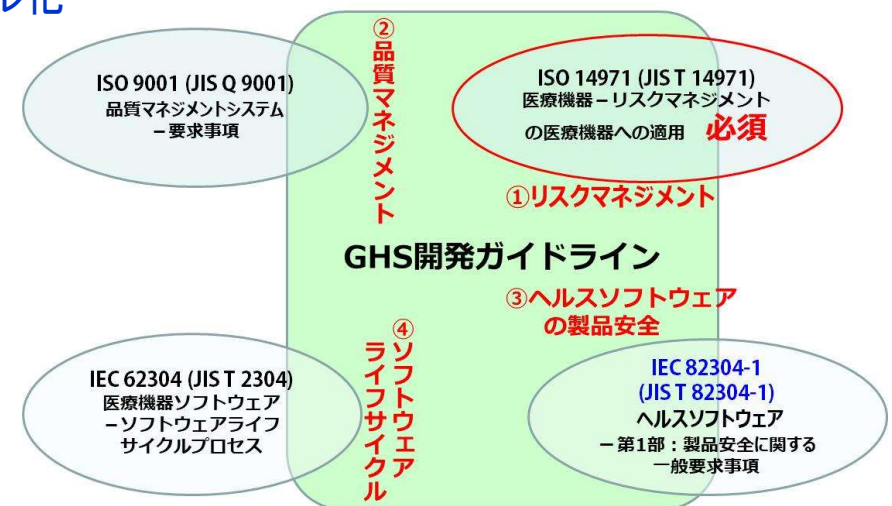 ル化
②品質マネジメント
ISO 9001 (JIS Q 9001)
品質マネジメントシステム
－要求事項
ISO 14971 (JIS T 14971)
医療機器－リスクマネジメント
の医療機器への適用 必須
①リスクマネジメント
GHS開発ガイドライン
③ヘルスソフトウェア
の製品安全
④ソフトウェア
ライフサイクル
IEC 62304 (JIS T 2304)
医療機器ソフトウェア
－ソフトウェアライフ
サイクルプロセス
IEC 82304-1
(JIS T 82304-1)
ヘルスソフトウェア
－第1部：製品安全に関する
一般要求事項